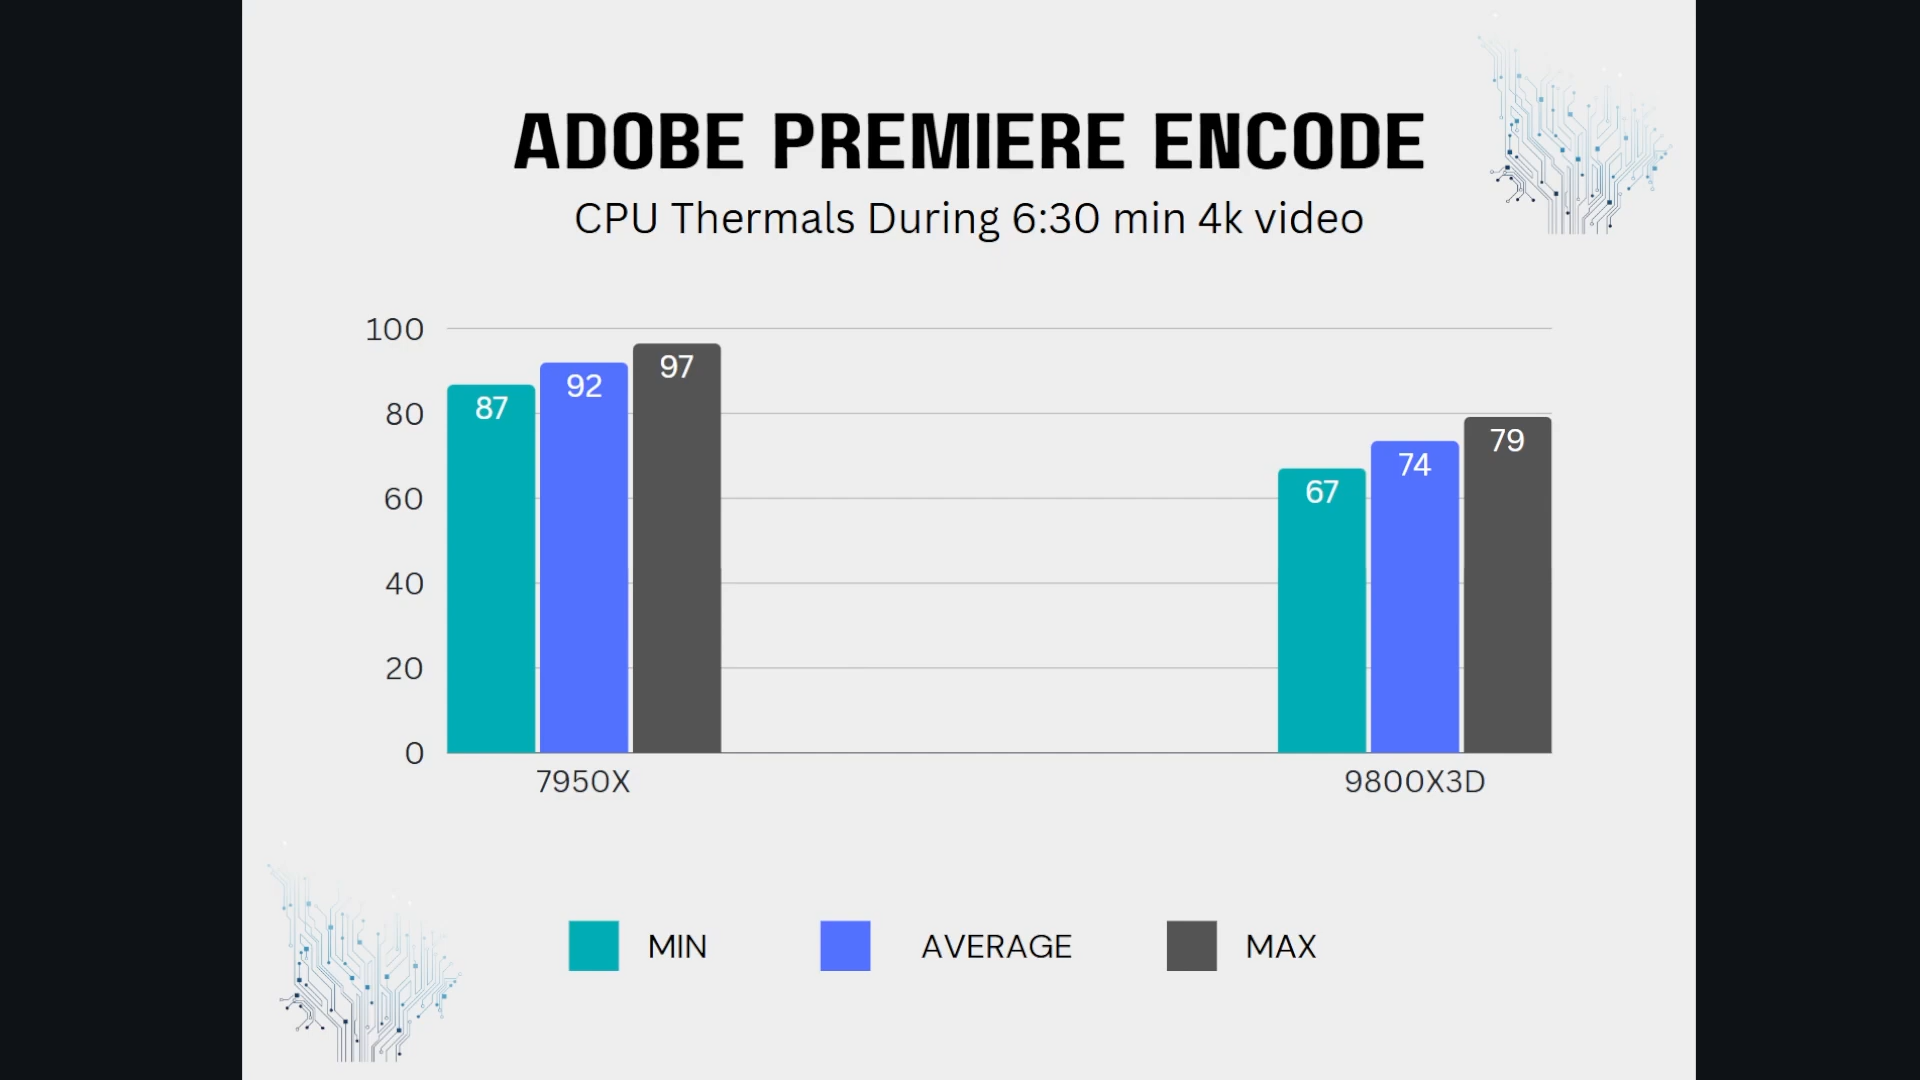 ADOBE PREMIERE ENCODE
CPU Thermals During 6:30 min 4k video
100
80
60
40
20
0
87
92
97
67
74
79
7950X
9800X3D
MIN
AVERAGE
MAX